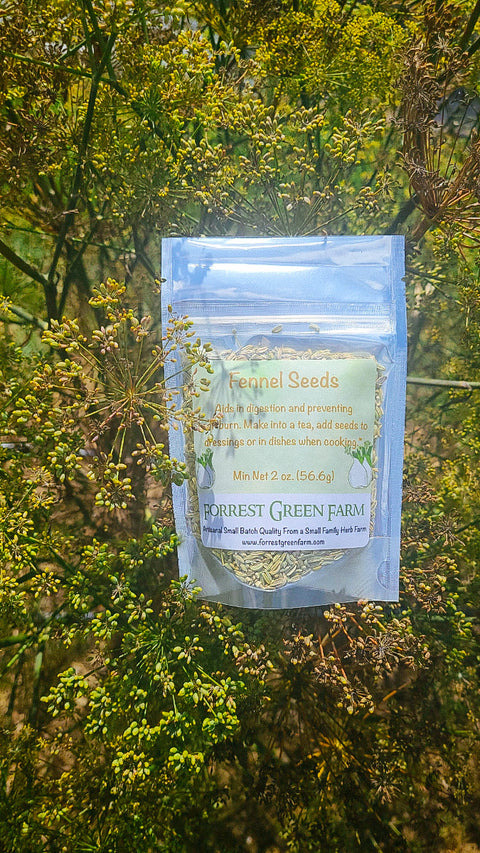 Fennel Seeds
Aids in digestion and preventing
Make into a tea, add seeds to
dressings or in dishes when cooking.
Min Net 2 oz. (56.6g)
FORREST GREEN FARM
Artisanal Small Batch Quality From a Small Family Herb Farm
www.forrestgreenfarm.com